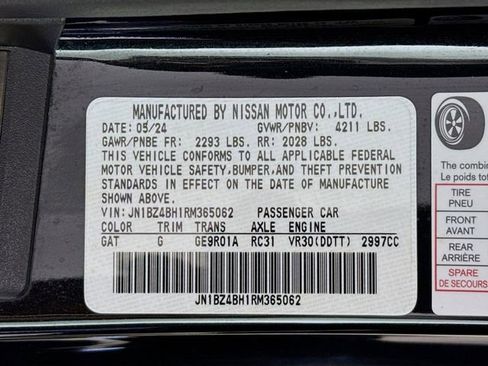 MANUFACTURED BY NISSAN MOTOR CO.,LTD.
DATE: 05/24 GVWR/PNBV: 4211 LBS.
GAWR/PNBE FR: 2293 LBS. RR: 2028 LBS.
THIS VEHICLE CONFORMS TO ALL APPLICABLE FEDERAL
MOTOR VEHICLE SAFETY,BUMPER,AND THEFT PREVENTION
STANDARDS IN EFFECT ON THE DATE OF MANUFACTURE
SHOWN ABOVE.
VIN: JN1BZ4BH1RM365062 PASSENGER CAR
COLOR TRIM TRANS AXLE ENGINE
GAT G GE9R01A RC31 VR30(DDTT) 2997CC
JN1BZ4BH1RM365062
The combin
Le poids tot
TIRE
PNEU
FRONT
AVANT
REAR
ARRIÈRE
SPARE
DE SECOURS